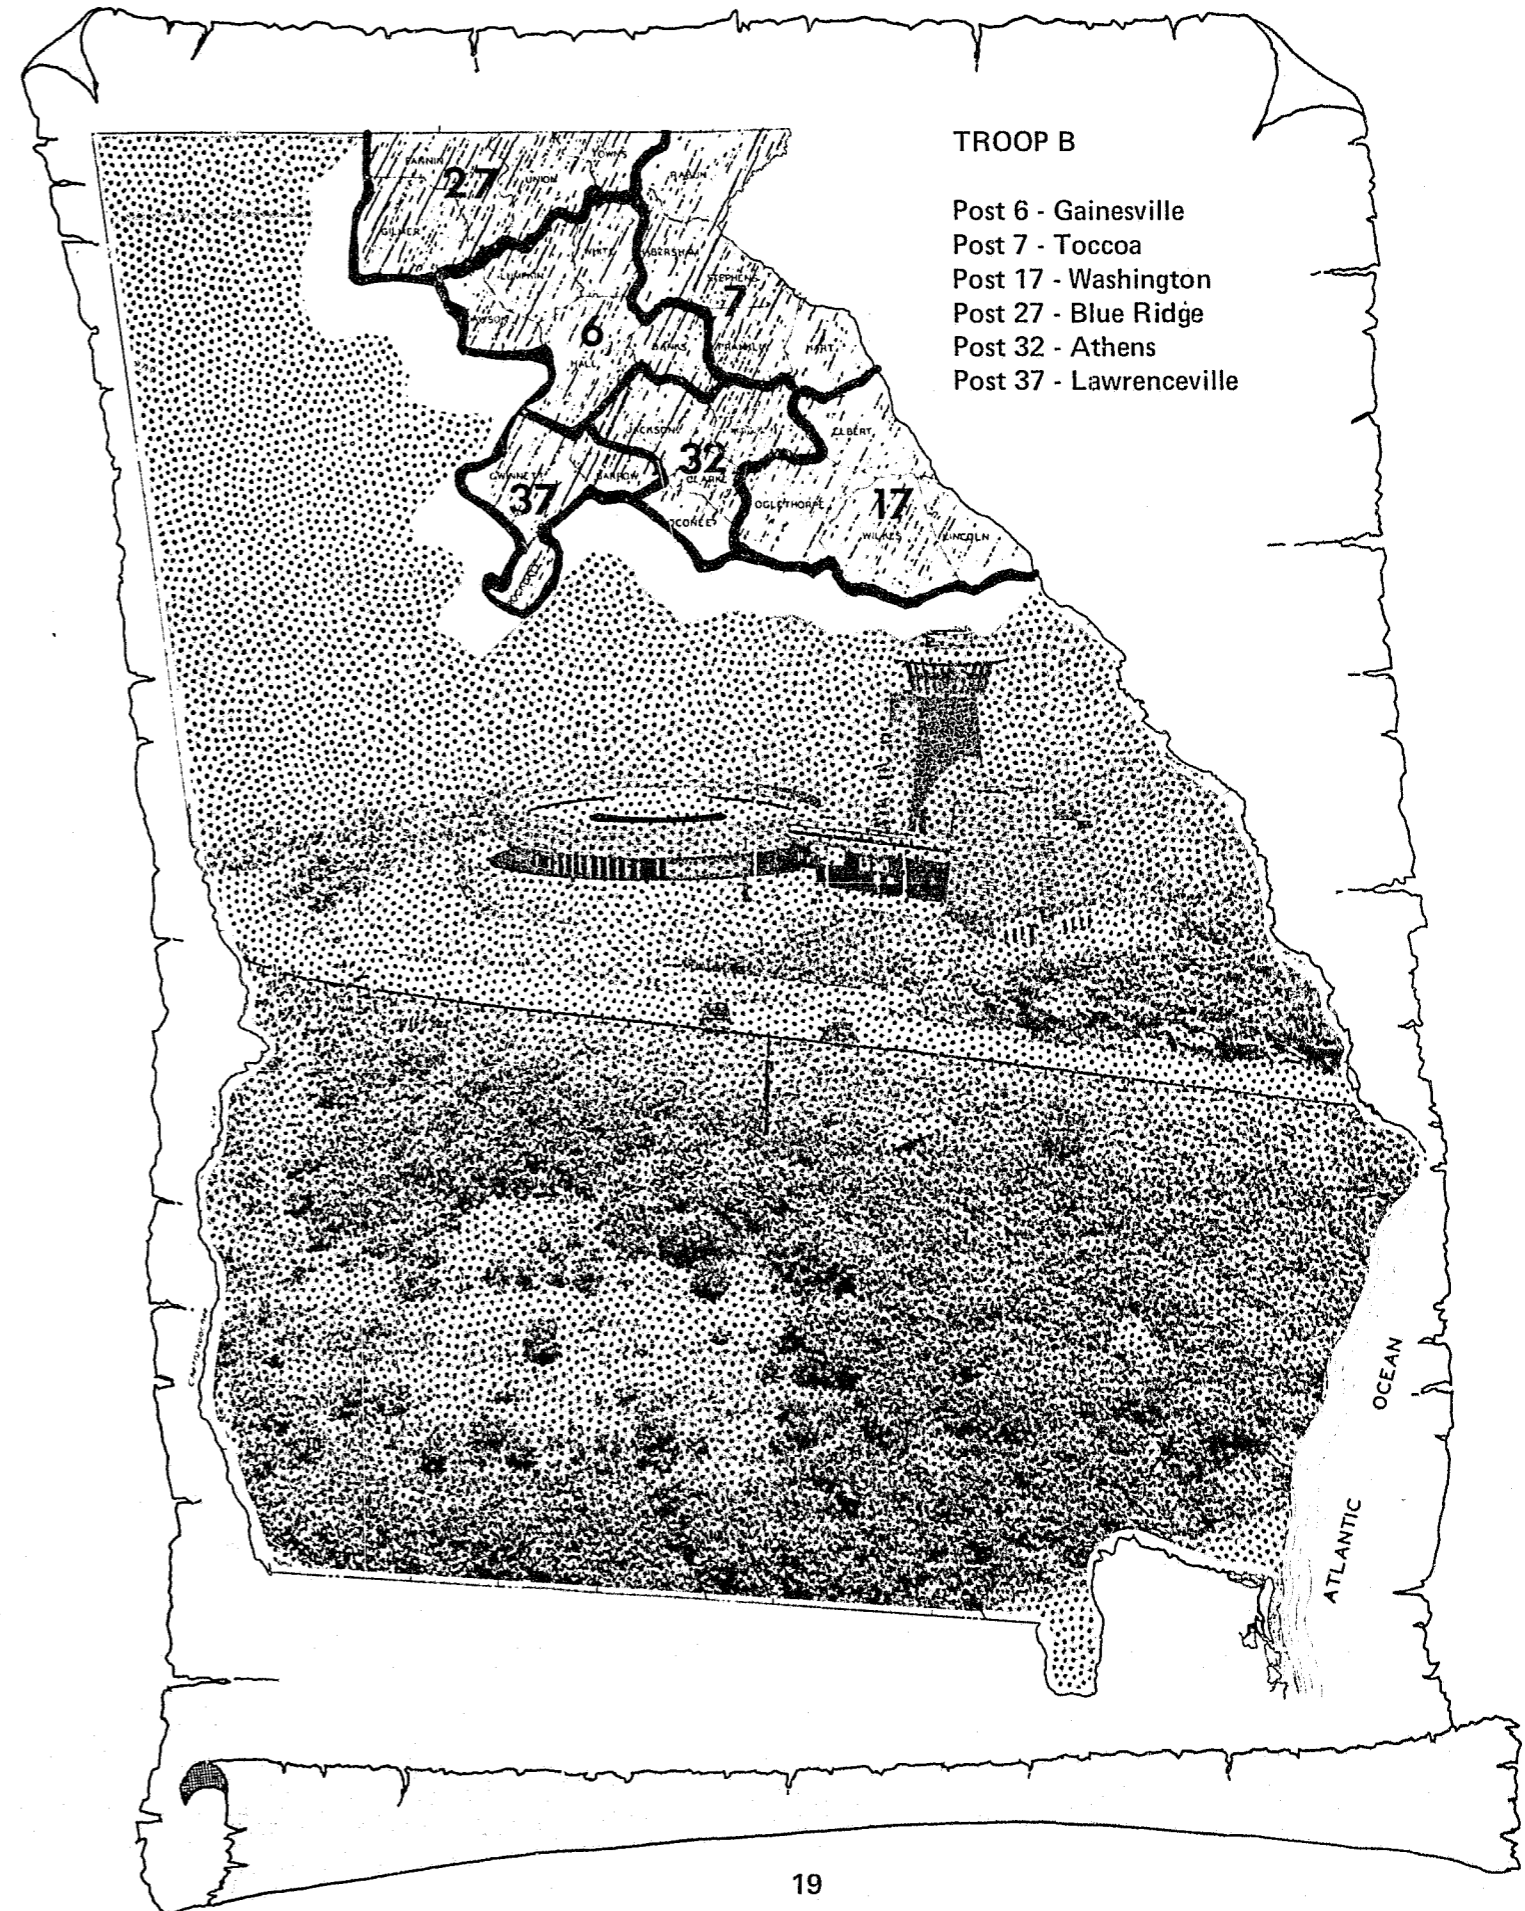 TROOP B
Post 6 - Gainesville
Post 7 - Toccoa
Post 17 - Washington
Post 27 - Blue Ridge
Post 32 - Athens
Post 37 - Lawrenceville
FANNIN
TOWNS
27
UNION
RABUN
GILMER
WHITE
HABERSHAM
LUMPKIN
STEPHENS
7
DAWSON
6
BANKS
FRANKLIN
HART
HALL
JACKSON
ELBERT
32
GWINNETT
BARROW
CLARKE
37
OGLETHORPE
17
OCONEE
WILKES
LINCOLN
OCEAN
ATLANTIC
19